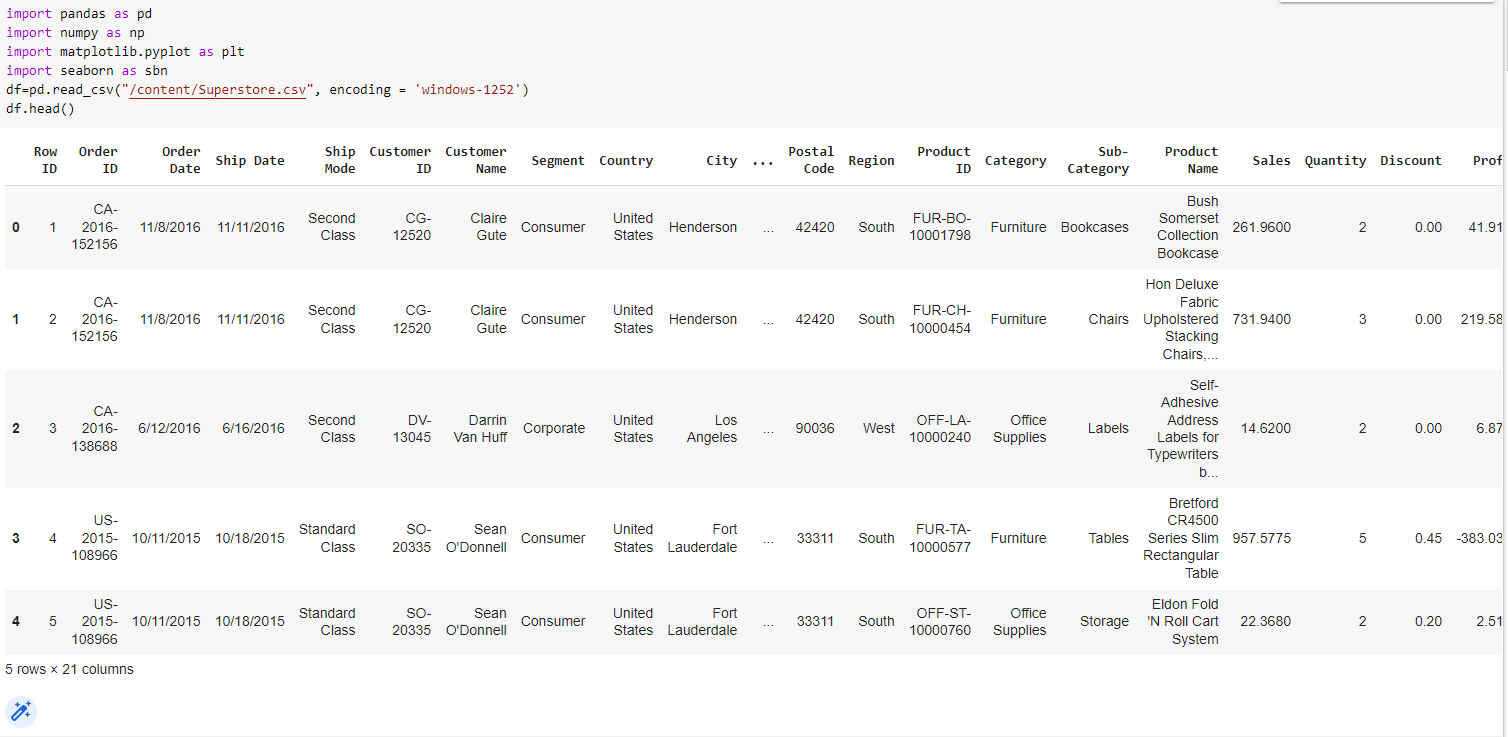 import pandas as pd
import numpy as np
import matplotlib.pyplot as plt
import seaborn as sbn
df=pd.read_csv("/content/Superstore.csv", encoding = 'windows-1252')
df.head()
Row ID Order ID Order Date Ship Date Ship Mode Customer ID Customer Name Segment Country City ... Postal Code Region Product ID Category Sub-Category Product Name Sales Quantity Discount Prof
0 1 CA-2016-152156 11/8/2016 11/11/2016 Second Class CG-12520 Claire Gute Consumer United States Henderson ... 42420 South FUR-BO-10001798 Furniture Bookcases Bush Somerset Collection Bookcase 261.9600 2 0.00 41.91
1 2 CA-2016-152156 11/8/2016 11/11/2016 Second Class CG-12520 Claire Gute Consumer United States Henderson ... 42420 South FUR-CH-10000454 Furniture Chairs Hon Deluxe Fabric Upholstered Stacking Chairs,... 731.9400 3 0.00 219.58
2 3 CA-2016-138688 6/12/2016 6/16/2016 Second Class DV-13045 Darrin Van Huff Corporate United States Los Angeles ... 90036 West OFF-LA-10000240 Office Supplies Labels Self-Adhesive Address Labels for Typewriters b... 14.6200 2 0.00 6.87
3 4 US-2015-108966 10/11/2015 10/18/2015 Standard Class SO-20335 Sean O'Donnell Consumer United States Fort Lauderdale ... 33311 South FUR-TA-10000577 Furniture Tables Bretford CR4500 Series Slim Rectangular Table 957.5775 5 0.45 -383.03
4 5 US-2015-108966 10/11/2015 10/18/2015 Standard Class SO-20335 Sean O'Donnell Consumer United States Fort Lauderdale ... 33311 South OFF-ST-10000760 Office Supplies Storage Eldon Fold 'N Roll Cart System 22.3680 2 0.20 2.51
5 rows × 21 columns